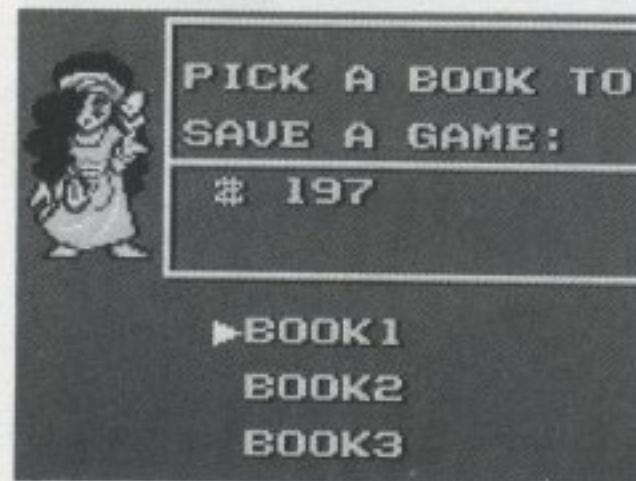 PICK A BOOK TO
SAVE A GAME:
# 197
▶BOOK1
BOOK2
BOOK3